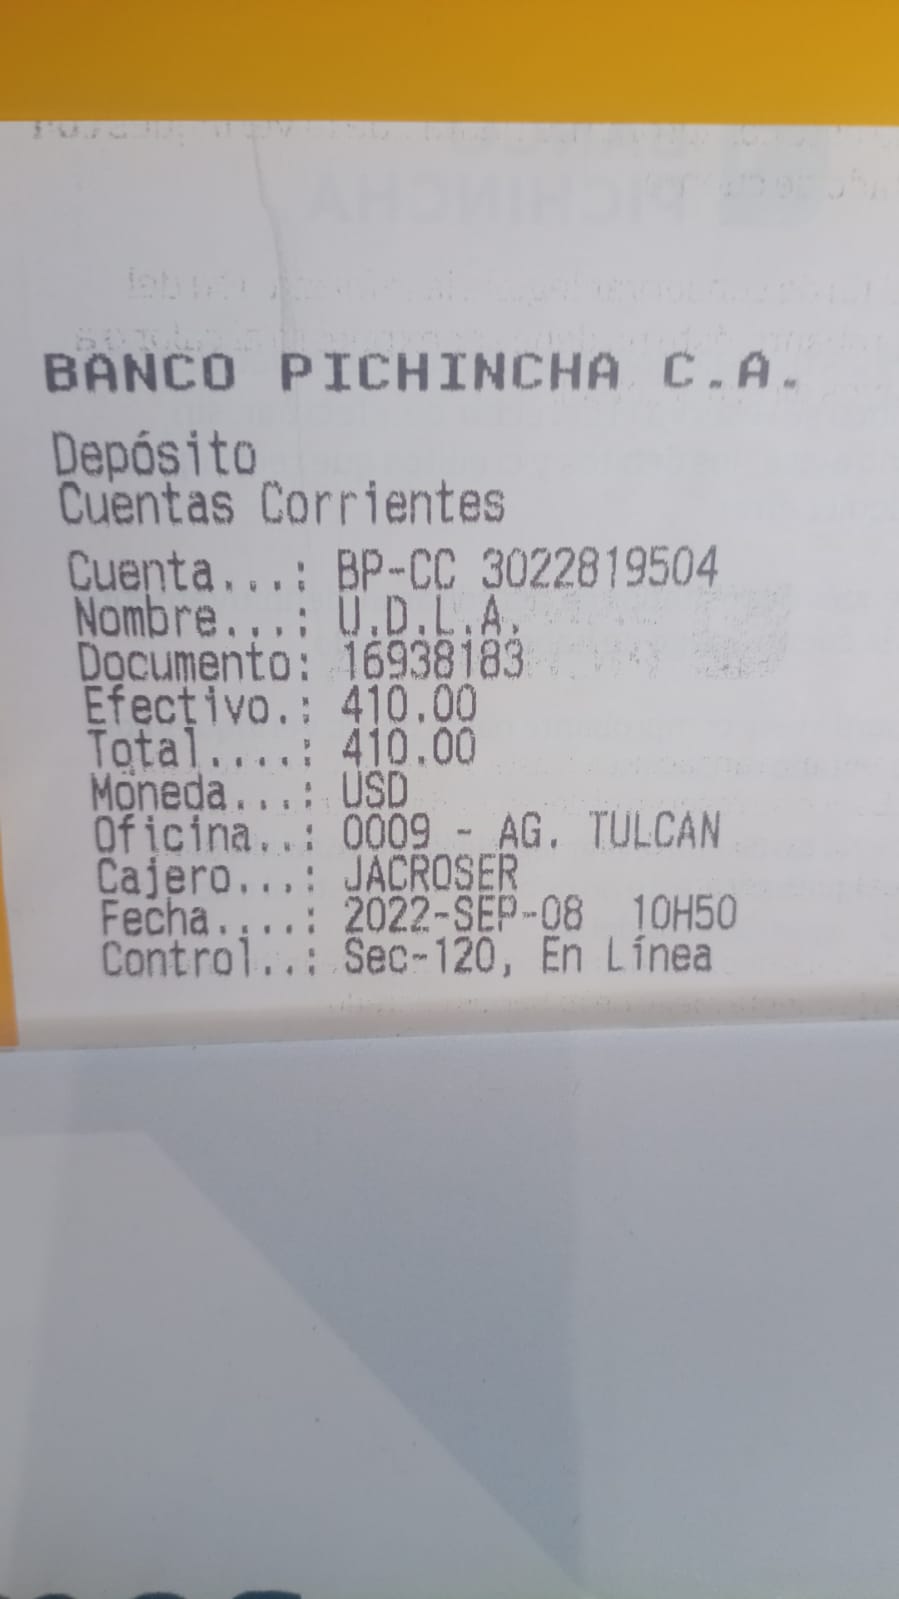 BANCO PICHINCHA C.A.
Depósito
Cuentas Corrientes
Cuenta...: BP-CC 3022819504
Nombre...: U.D.L.A.
Documento: 16938183
Efectivo.: 410.00
Total....: 410.00
Moneda...: USD
Oficina..: 0009 - AG. TULCAN
Cajero...: JACROSER
Fecha....: 2022-SEP-08 10H50
Control..: Sec-120, En Línea